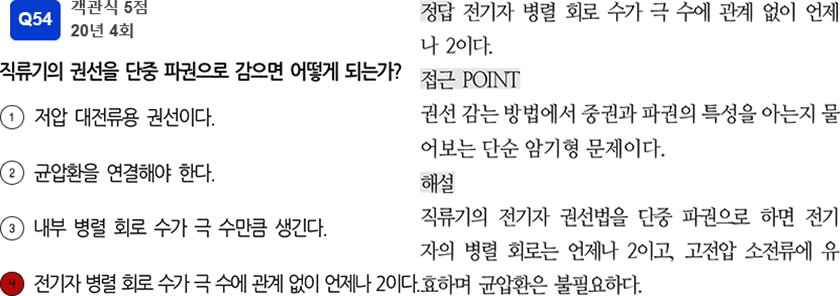 Q54 객관식 5점
20년 4회
직류기의 권선을 단중 파권으로 감으면 어떻게 되는가?
1 저압 대전류용 권선이다.
2 균압환을 연결해야 한다.
3 내부 병렬 회로 수가 극 수만큼 생긴다.
4 전기자 병렬 회로 수가 극 수에 관계 없이 언제나 2이다.
정답 전기자 병렬 회로 수가 극 수에 관계 없이 언제
나 2이다.
접근 POINT
권선 감는 방법에서 중권과 파권의 특성을 아는지 물
어보는 단순 암기형 문제이다.
해설
직류기의 전기자 권선법을 단중 파권으로 하면 전기
자의 병렬 회로는 언제나 2이고, 고전압 소전류에 유
효하며 균압환은 불필요하다.